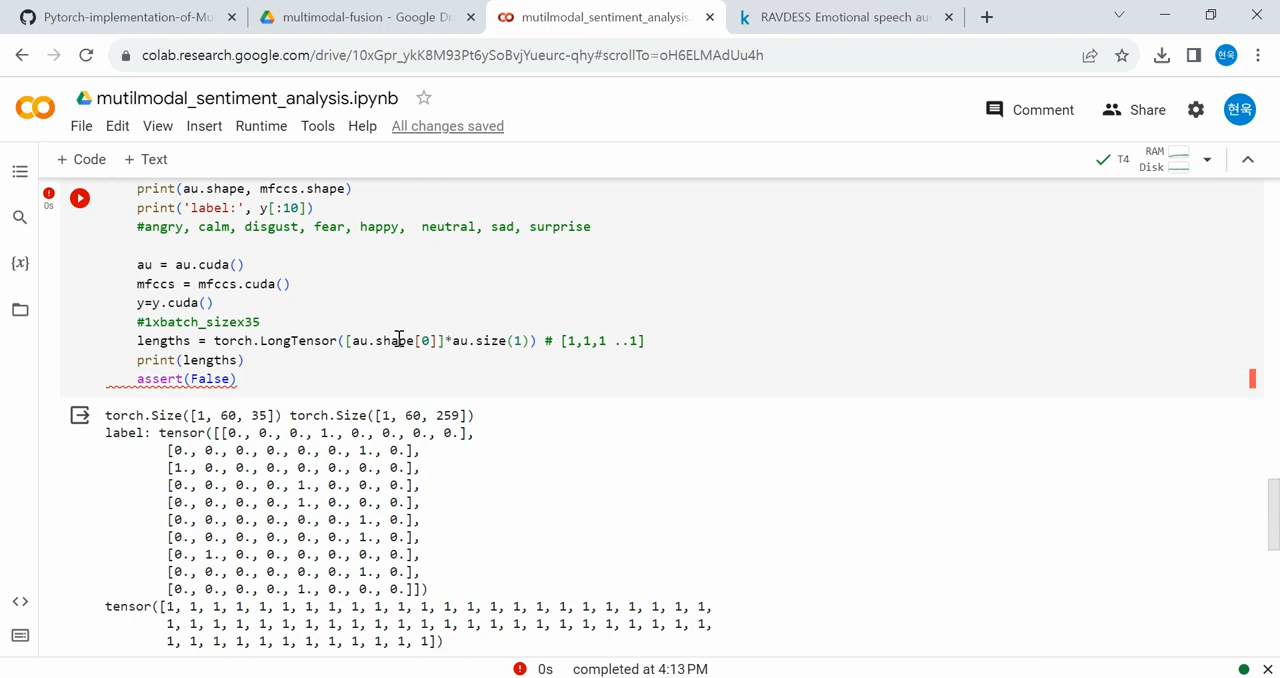 Pytorch-implementation-of-Mu
multimodal-fusion - Google D
mutilmodal_sentiment_analysis.
RAVDESS Emotional speech au
colab.research.google.com/drive/10xGpr_ykK8M93Pt6ySoBvjYueurc-qhy#scrollTo=oH6ELMAdUu4h
현욱
mutilmodal_sentiment_analysis.ipynb
Comment
Share
현욱
File Edit View Insert Runtime Tools Help All changes saved
+ Code + Text
T4
RAM
Disk
{x}
0s
print(au.shape, mfccs.shape)
print('label:', y[:10])
#angry, calm, disgust, fear, happy,  neutral, sad, surprise
au = au.cuda()
mfccs = mfccs.cuda()
y=y.cuda()
#1xbatch_sizex35
lengths = torch.LongTensor([au.shape[0]]*au.size(1)) # [1,1,1 ..1]
print(lengths)
assert(False)
torch.Size([1, 60, 35]) torch.Size([1, 60, 259])
label: tensor([[0., 0., 0., 1., 0., 0., 0., 0.],
[0., 0., 0., 0., 0., 0., 1., 0.],
[1., 0., 0., 0., 0., 0., 0., 0.],
[0., 0., 0., 0., 1., 0., 0., 0.],
[0., 0., 0., 0., 1., 0., 0., 0.],
[0., 0., 0., 0., 0., 0., 1., 0.],
[0., 0., 0., 0., 0., 0., 1., 0.],
[0., 1., 0., 0., 0., 0., 0., 0.],
[0., 0., 0., 0., 0., 0., 1., 0.],
[0., 0., 0., 0., 1., 0., 0., 0.]])
tensor([1, 1, 1, 1, 1, 1, 1, 1, 1, 1, 1, 1, 1, 1, 1, 1, 1, 1, 1, 1, 1, 1, 1, 1,
1, 1, 1, 1, 1, 1, 1, 1, 1, 1, 1, 1, 1, 1, 1, 1, 1, 1, 1, 1, 1, 1, 1, 1,
1, 1, 1, 1, 1, 1, 1, 1, 1, 1, 1, 1])
0s completed at 4:13 PM